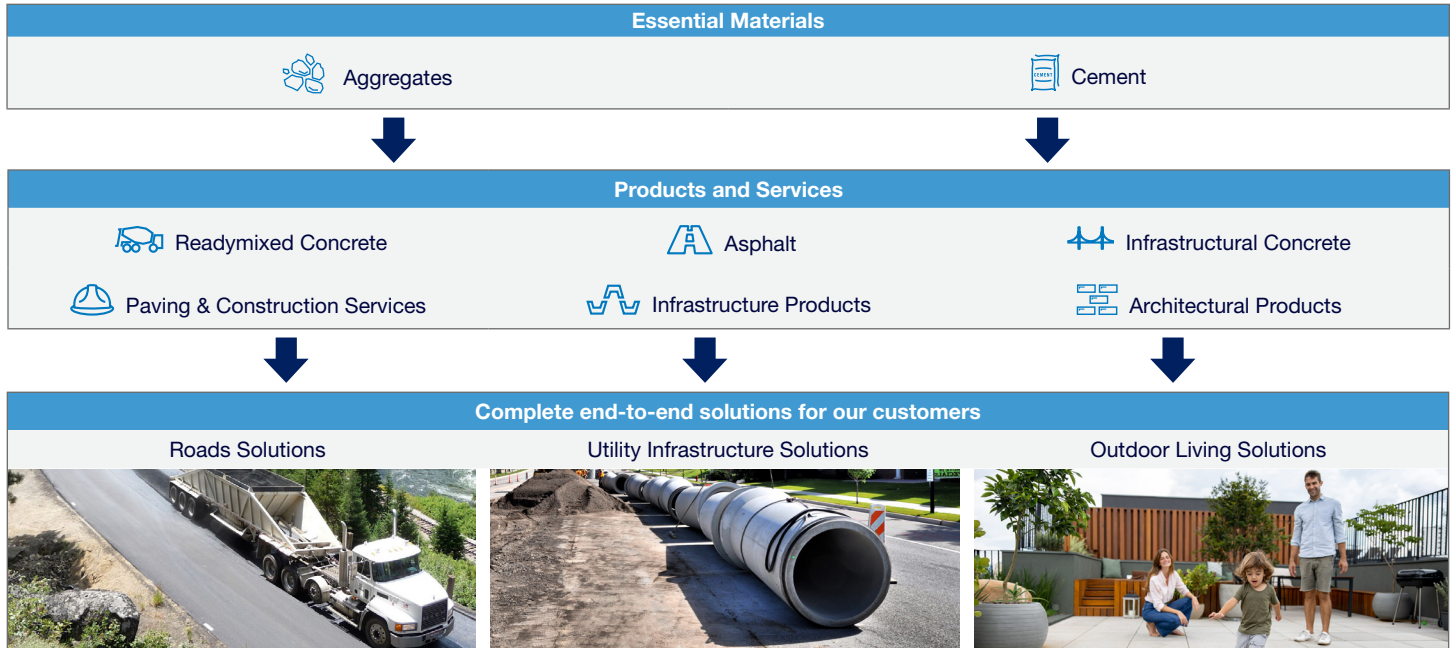 Essential Materials
Aggregates
CEMENT
Cement
Products and Services
Readymixed Concrete
Asphalt
Infrastructural Concrete
Paving & Construction Services
Infrastructure Products
Architectural Products
Complete end-to-end solutions for our customers
Roads Solutions
Utility Infrastructure Solutions
Outdoor Living Solutions